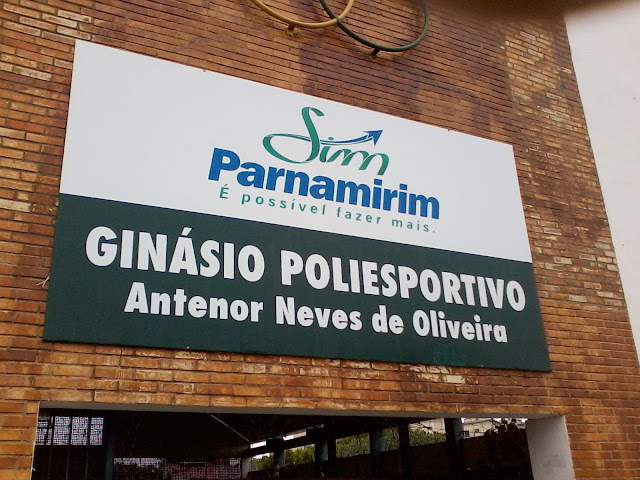 Sim
Parnamirim
É possível fazer mais.
GINÁSIO POLIESPORTIVO
Antenor Neves de Oliveira